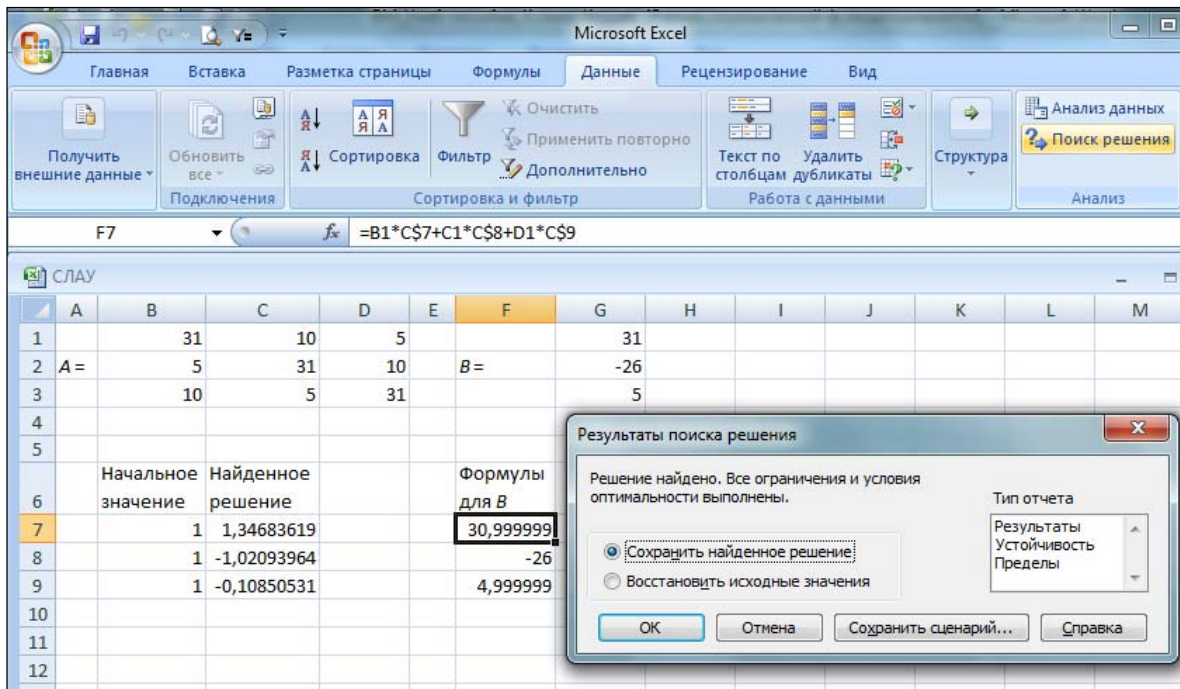 Microsoft Excel
Главная Вставка Разметка страницы Формулы Данные Рецензирование Вид
Получить внешние данные
Обновить все
Подключения
Сортировка
Фильтр
Очистить
Применить повторно
Дополнительно
Сортировка и фильтр
Текст по столбцам
Удалить дубликаты
Работа с данными
Структура
Анализ данных
Поиск решения
Анализ
F7 fx =B1*C$7+C1*C$8+D1*C$9
СЛАУ
A B C D E F G H I J K L M
1 31 10 5 31
2 A = 5 31 10 B = -26
3 10 5 31 5
4
5
6 Начальное значение Найденное решение Формулы для B
7 1 1,34683619 30,999999
8 1 -1,02093964 -26
9 1 -0,10850531 4,999999
10
11
12
Результаты поиска решения
Решение найдено. Все ограничения и условия
оптимальности выполнены.
Тип отчета
Результаты
Устойчивость
Пределы
Сохранить найденное решение
Восстановить исходные значения
ОК Отмена Сохранить сценарий... Справка